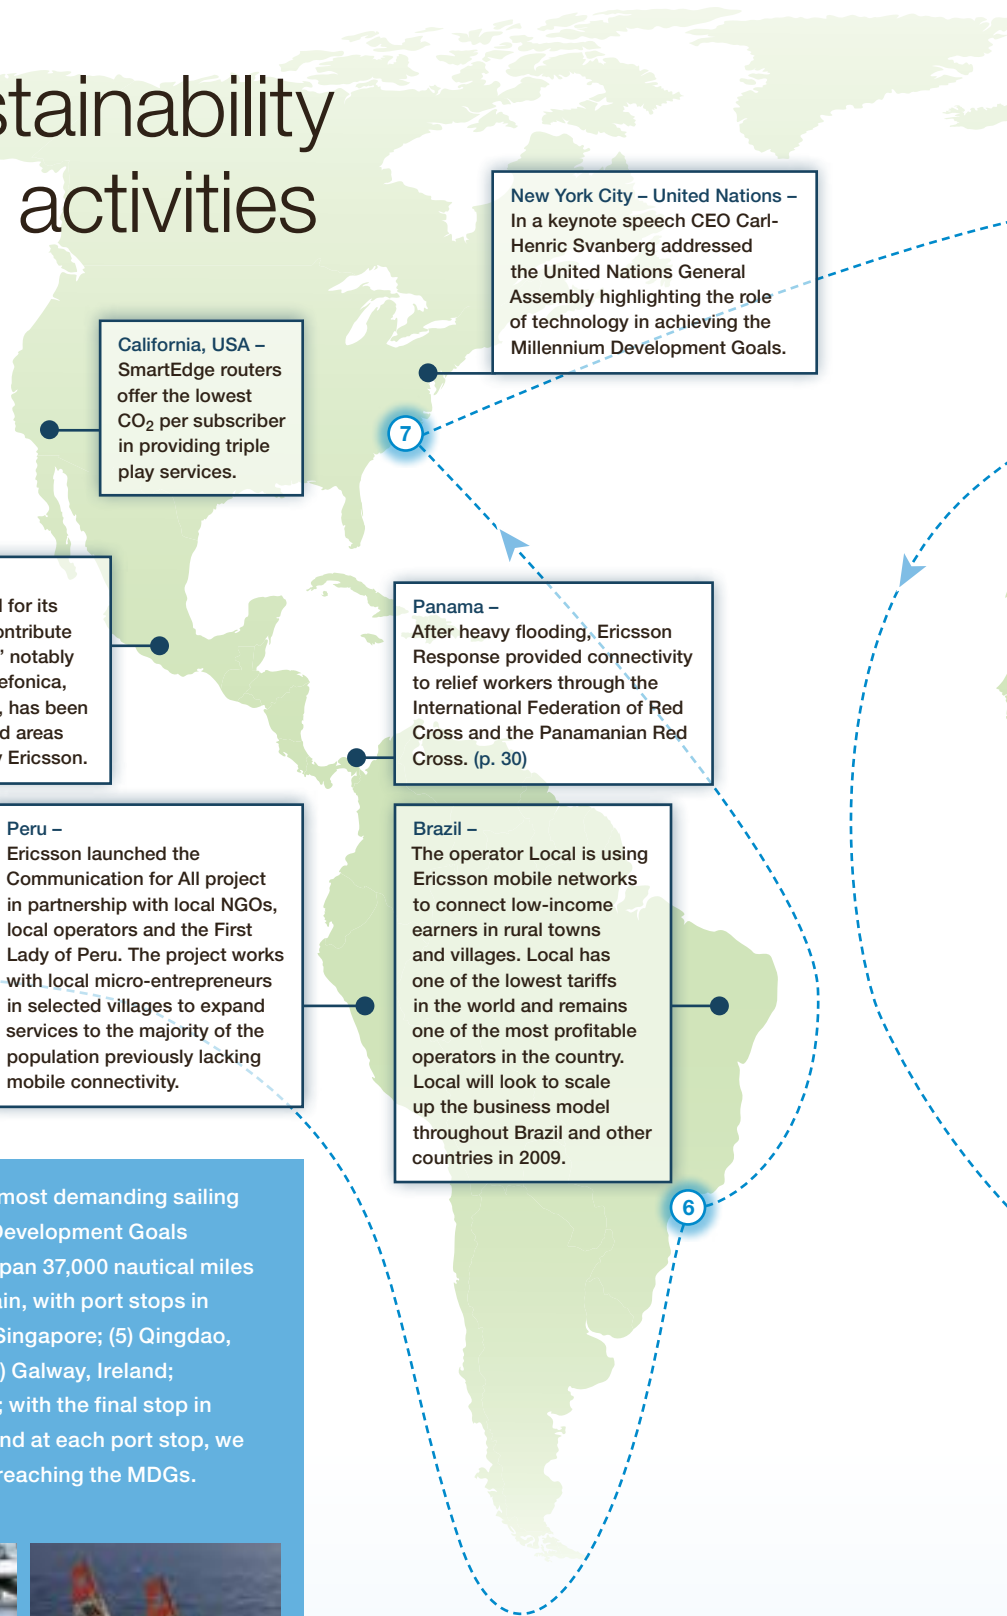 stainability
activities
New York City – United Nations –
In a keynote speech CEO Carl-
Henric Svanberg addressed
the United Nations General
Assembly highlighting the role
of technology in achieving the
Millennium Development Goals.
California, USA –
SmartEdge routers
offer the lowest
CO2 per subscriber
in providing triple
play services.
7
for its
ontribute
” notably
efonica,
, has been
d areas
y Ericsson.
Panama –
After heavy flooding, Ericsson
Response provided connectivity
to relief workers through the
International Federation of Red
Cross and the Panamanian Red
Cross. (p. 30)
Peru –
Ericsson launched the
Communication for All project
in partnership with local NGOs,
local operators and the First
Lady of Peru. The project works
with local micro-entrepreneurs
in selected villages to expand
services to the majority of the
population previously lacking
mobile connectivity.
Brazil –
The operator Local is using
Ericsson mobile networks
to connect low-income
earners in rural towns
and villages. Local has
one of the lowest tariffs
in the world and remains
one of the most profitable
operators in the country.
Local will look to scale
up the business model
throughout Brazil and other
countries in 2009.
6
most demanding sailing
Development Goals
pan 37,000 nautical miles
ain, with port stops in
Singapore; (5) Qingdao,
) Galway, Ireland;
; with the final stop in
nd at each port stop, we
reaching the MDGs.